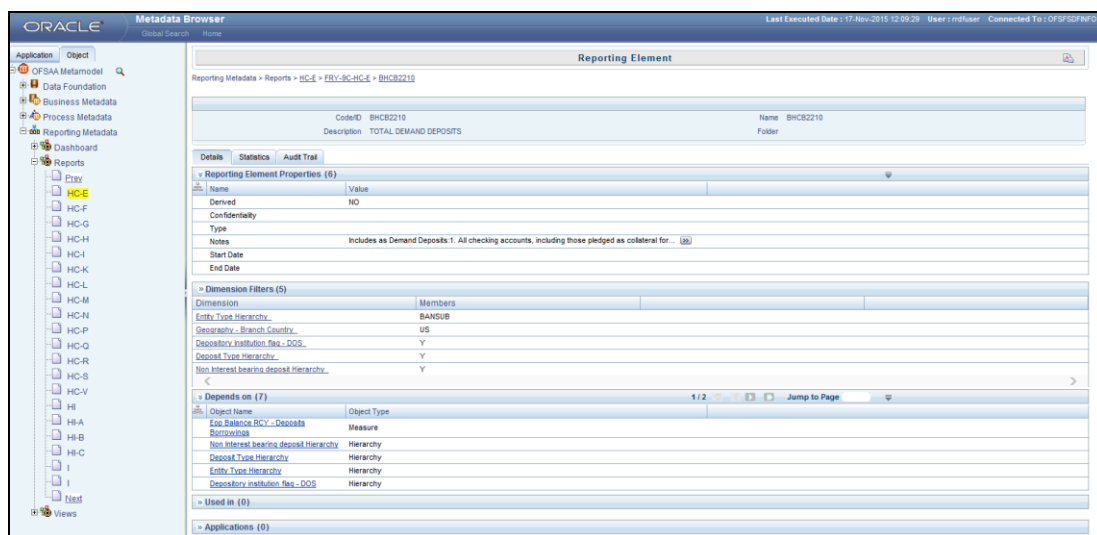 ORACLE
Metadata Browser
Last Executed Date : 17-Nov-2015 12:09:29 User : rrdfuser Connected To : OFSFSDFINFO
Global Search Home
Application Object
OFSAA Metamodel
Data Foundation
Business Metadata
Process Metadata
Reporting Metadata
Dashboard
Reports
Prev
HC-E
HC-F
HC-G
HC-H
HC-I
HC-K
HC-L
HC-M
HC-N
HC-P
HC-Q
HC-R
HC-S
HC-V
HI
HI-A
HI-B
HI-C
I
I
Next
Views
Reporting Element
Reporting Metadata > Reports > HC-E > FRY-9C-HC-E > BHCB2210
Code/ID BHCB2210 Name BHCB2210
Description TOTAL DEMAND DEPOSITS Folder
Details Statistics Audit Trail
Reporting Element Properties (6)
Name Value
Derived NO
Confidentiality
Type
Notes Includes as Demand Deposits:1. All checking accounts, including those pledged as collateral for...
Start Date
End Date
Dimension Filters (5)
Dimension Members
Entity Type Hierarchy BANSUB
Geography - Branch Country US
Depository institution flag - DOS Y
Deposit Type Hierarchy Y
Non Interest bearing deposit Hierarchy Y
Depends on (7) 1/2 Jump to Page
Object Name Object Type
Eop Balance RCY - Deposits Borrowings Measure
Non Interest bearing deposit Hierarchy Hierarchy
Deposit Type Hierarchy Hierarchy
Entity Type Hierarchy Hierarchy
Depository institution flag - DOS Hierarchy
Used in (0)
Applications (0)